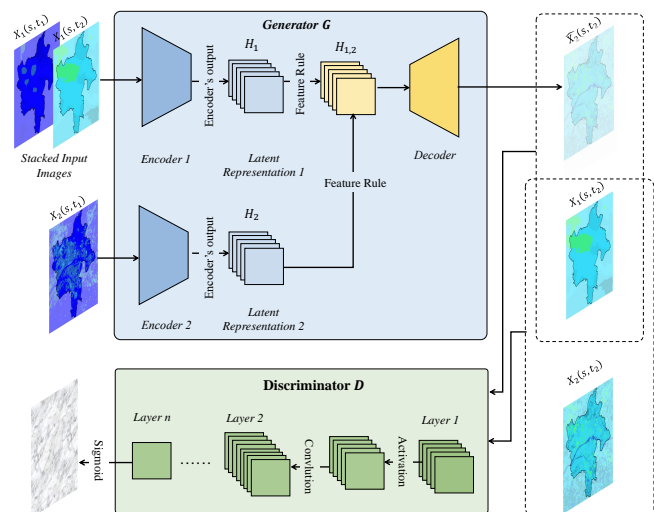 X₁(s,t₁)
X₁(s,t₂)
Stacked Input
Images
X₂(s,t₁)
Generator G
Encoder 1
Encoder's output
H₁
Latent
Representation 1
Feature Rule
H₁,₂
Decoder
Feature Rule
Encoder 2
Encoder's output
H₂
Latent
Representation 2
X̅₂(s,t₂)
X₁(s,t₂)
X₂(s,t₂)
Discriminator D
Layer n
Layer 2
Layer 1
Sigmoid
......
Convlution
Activation